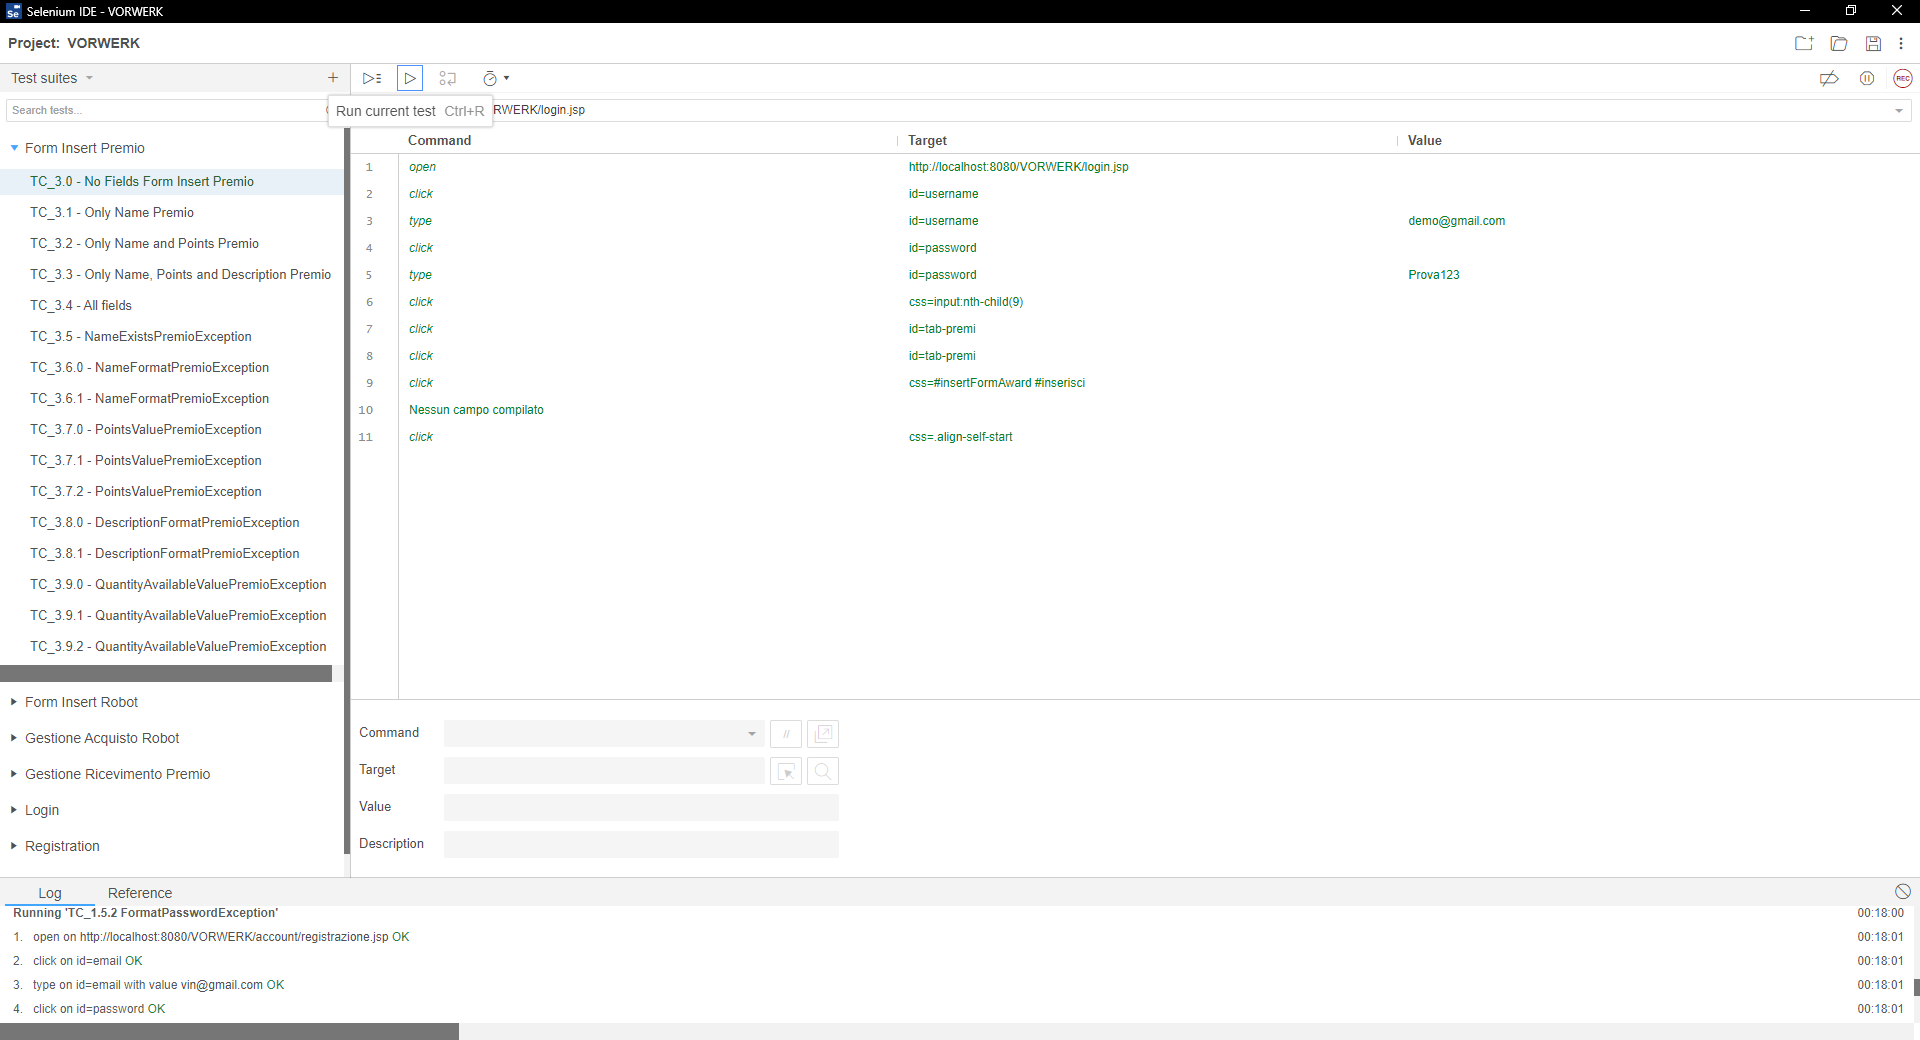 Selenium IDE - VORWERK
Project: VORWERK
Test suites
Search tests...
Run current test Ctrl+R
RWERK/login.jsp
Form Insert Premio
TC_3.0 - No Fields Form Insert Premio
TC_3.1 - Only Name Premio
TC_3.2 - Only Name and Points Premio
TC_3.3 - Only Name, Points and Description Premio
TC_3.4 - All fields
TC_3.5 - NameExistsPremioException
TC_3.6.0 - NameFormatPremioException
TC_3.6.1 - NameFormatPremioException
TC_3.7.0 - PointsValuePremioException
TC_3.7.1 - PointsValuePremioException
TC_3.7.2 - PointsValuePremioException
TC_3.8.0 - DescriptionFormatPremioException
TC_3.8.1 - DescriptionFormatPremioException
TC_3.9.0 - QuantityAvailableValuePremioException
TC_3.9.1 - QuantityAvailableValuePremioException
TC_3.9.2 - QuantityAvailableValuePremioException
Form Insert Robot
Gestione Acquisto Robot
Gestione Ricevimento Premio
Login
Registration
REC
Command Target Value
1 open http://localhost:8080/VORWERK/login.jsp
2 click id=username
3 type id=username demo@gmail.com
4 click id=password
5 type id=password Prova123
6 click css=input:nth-child(9)
7 click id=tab-premi
8 click id=tab-premi
9 click css=#insertFormAward #inserisci
10 Nessun campo compilato
11 click css=.align-self-start
Command //
Target
Value
Description
Log Reference
Running 'TC_1.5.2 FormatPasswordException' 00:18:00
1. open on http://localhost:8080/VORWERK/account/registrazione.jsp OK 00:18:01
2. click on id=email OK 00:18:01
3. type on id=email with value vin@gmail.com OK 00:18:01
4. click on id=password OK 00:18:01